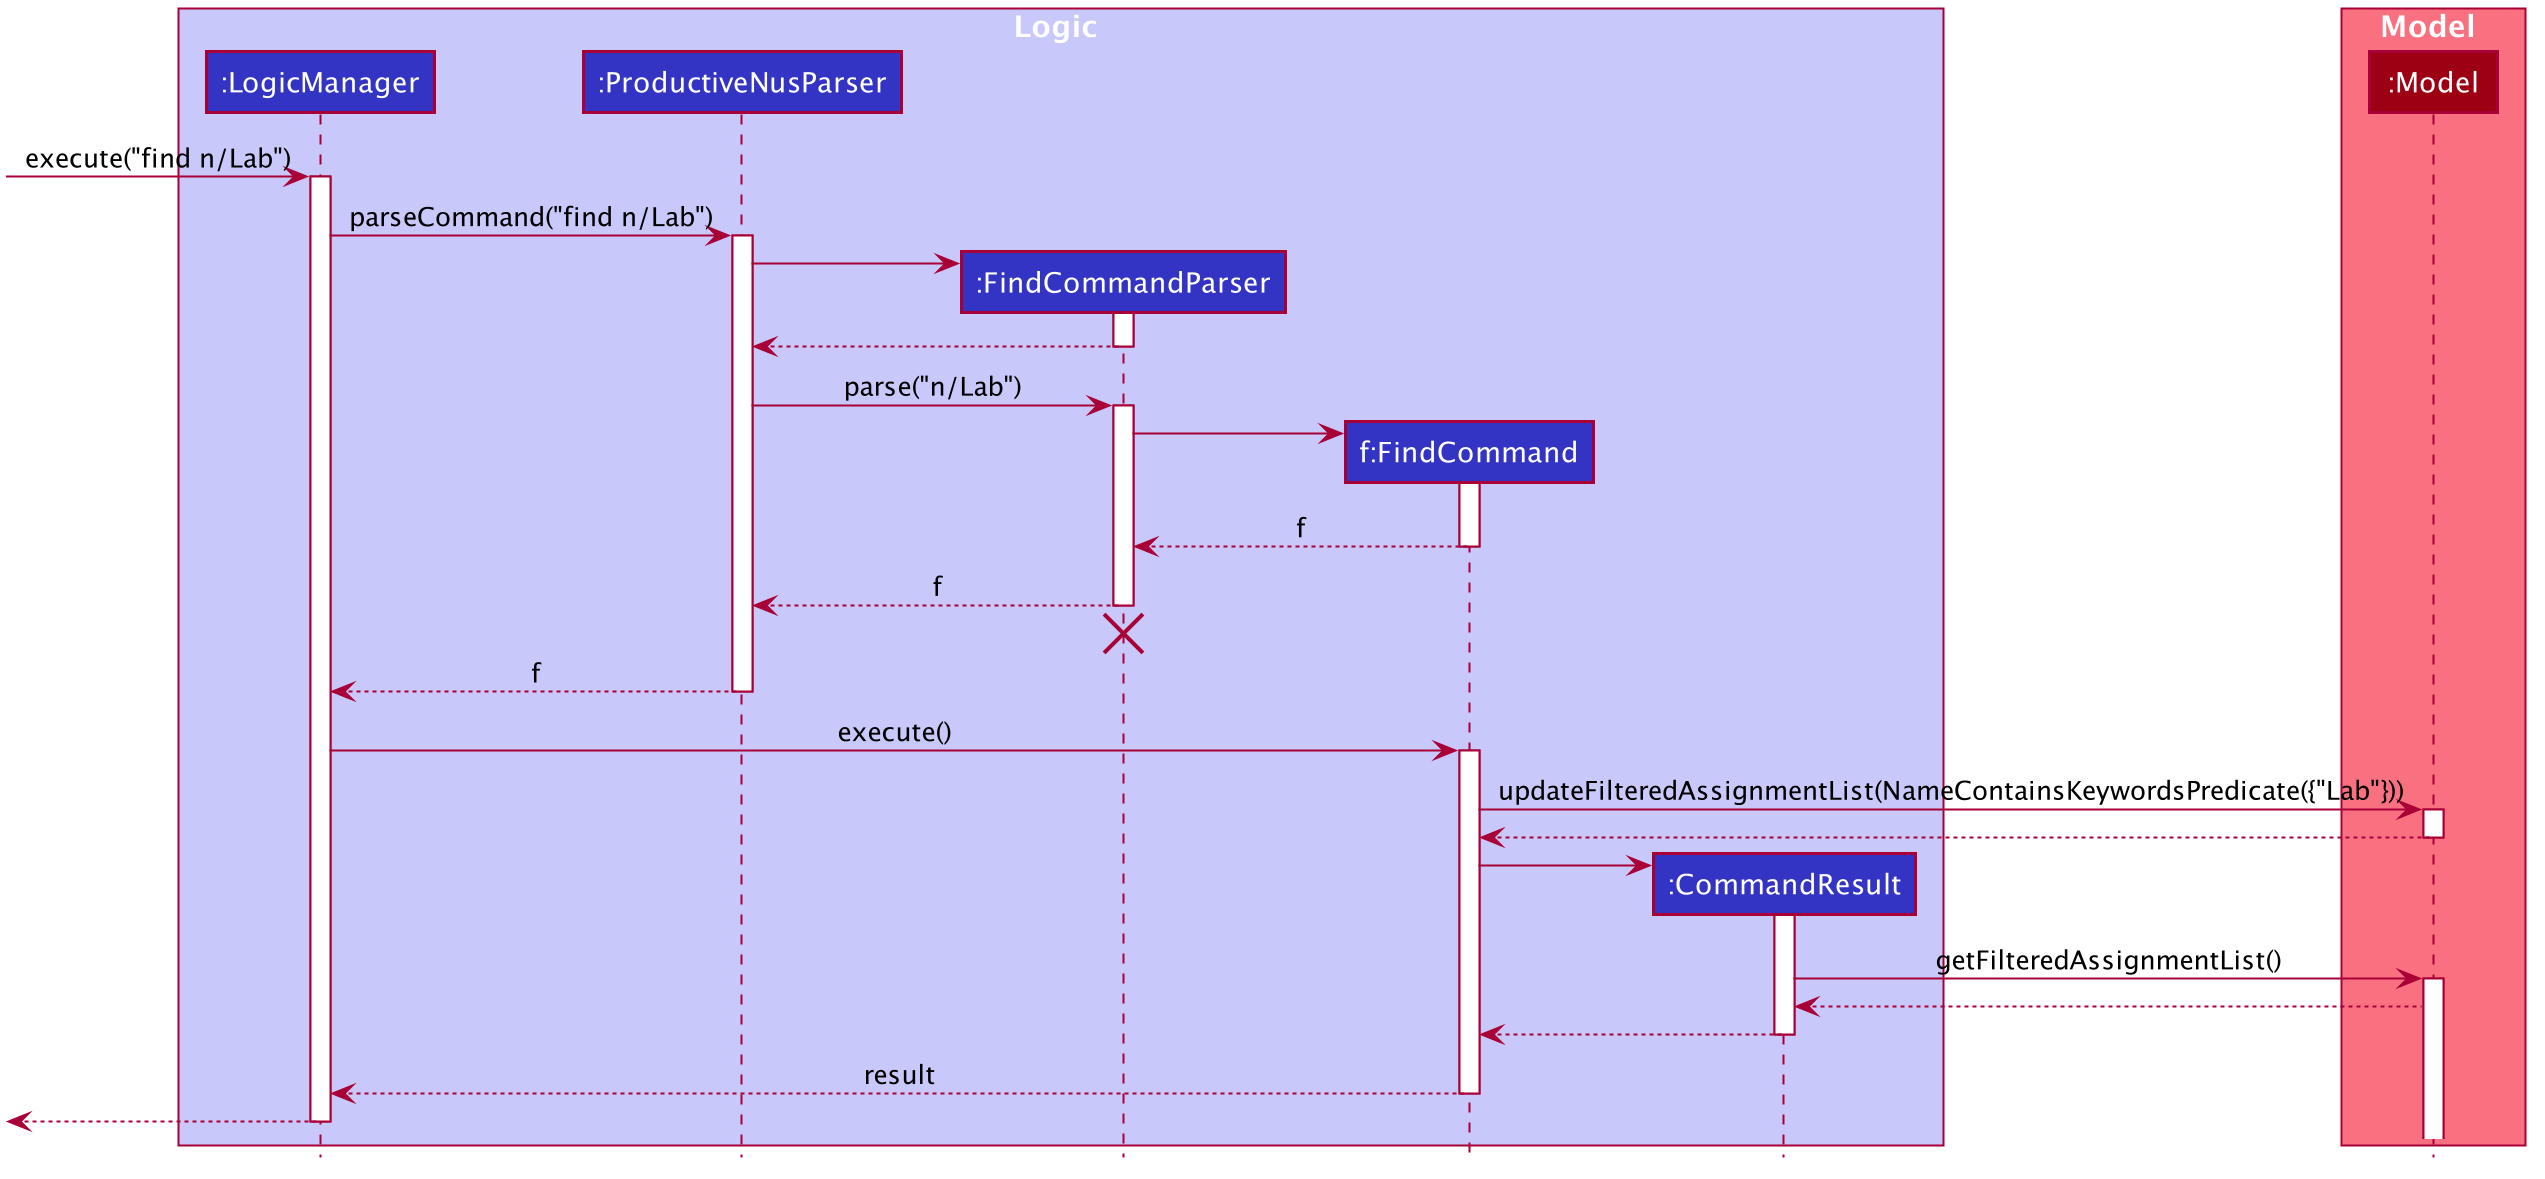 Logic
Model
:LogicManager
:ProductiveNusParser
:Model
execute("find n/Lab")
parseCommand("find n/Lab")
:FindCommandParser
parse("n/Lab")
f:FindCommand
f
f
f
execute()
updateFilteredAssignmentList(NameContainsKeywordsPredicate({"Lab"}))
:CommandResult
getFilteredAssignmentList()
result